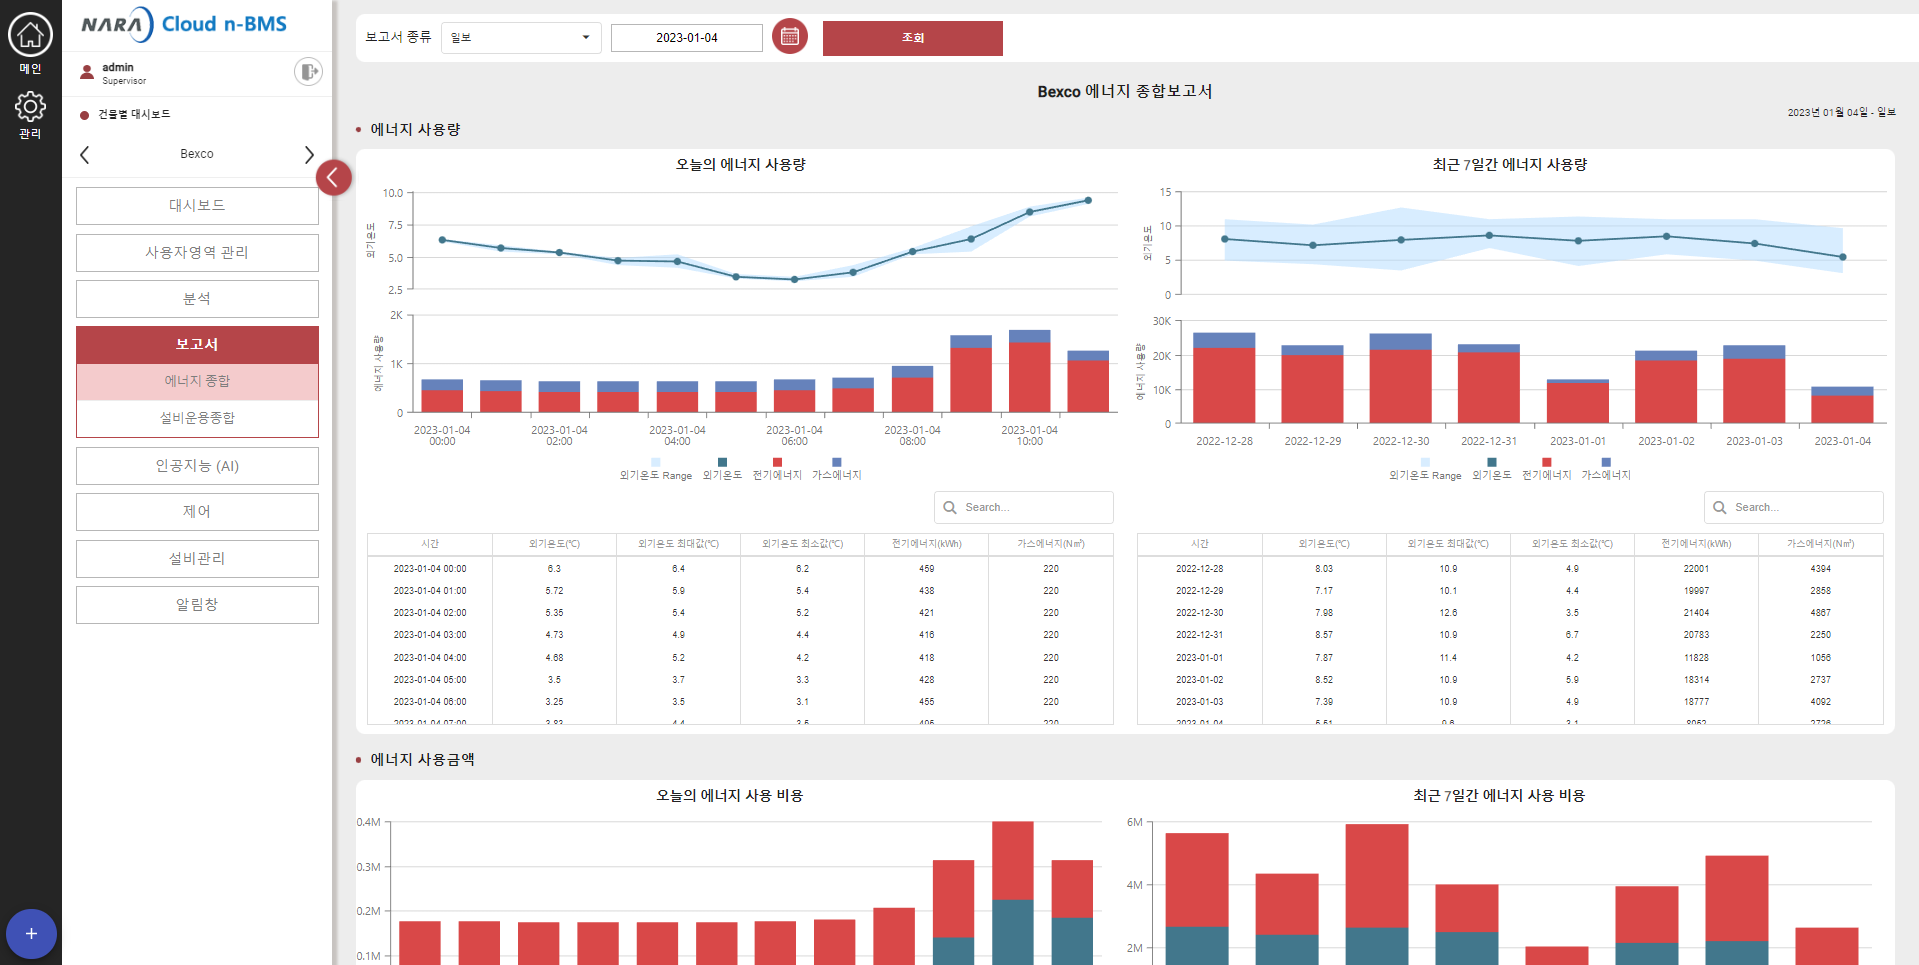 메인
관리
NARA Cloud n-BMS
admin
Supervisor
건물별 대시보드
Bexco
대시보드
사용자영역 관리
분석
보고서
에너지 종합
설비운용종합
인공지능 (AI)
제어
설비관리
알림창
+
보고서 종류 일보 2023-01-04 조회
Bexco 에너지 종합보고서
2023년 01월 04일 - 일보
에너지 사용량
오늘의 에너지 사용량
10.0
7.5
5.0
2.5
외기온도
2K
1K
0
에너지 사용량
2023-01-04 2023-01-04 2023-01-04 2023-01-04 2023-01-04 2023-01-04
00:00 02:00 04:00 06:00 08:00 10:00
외기온도 Range 외기온도 전기에너지 가스에너지
Search...
시간 외기온도(℃) 외기온도 최대값(℃) 외기온도 최소값(℃) 전기에너지(kWh) 가스에너지(N㎥)
2023-01-04 00:00 6.3 6.4 6.2 459 220
2023-01-04 01:00 5.72 5.9 5.4 438 220
2023-01-04 02:00 5.35 5.4 5.2 421 220
2023-01-04 03:00 4.73 4.9 4.4 416 220
2023-01-04 04:00 4.68 5.2 4.2 418 220
2023-01-04 05:00 3.5 3.7 3.3 428 220
2023-01-04 06:00 3.25 3.5 3.1 455 220
2023-01-04 07:00 3.83 4.4 3.5 495 220
최근 7일간 에너지 사용량
15
10
5
0
외기온도
30K
20K
10K
0
에너지 사용량
2022-12-28 2022-12-29 2022-12-30 2022-12-31 2023-01-01 2023-01-02 2023-01-03 2023-01-04
외기온도 Range 외기온도 전기에너지 가스에너지
Search...
시간 외기온도(℃) 외기온도 최대값(℃) 외기온도 최소값(℃) 전기에너지(kWh) 가스에너지(N㎥)
2022-12-28 8.03 10.9 4.9 22001 4394
2022-12-29 7.17 10.1 4.4 19997 2858
2022-12-30 7.98 12.6 3.5 21404 4867
2022-12-31 8.57 10.9 6.7 20783 2250
2023-01-01 7.87 11.4 4.2 11828 1056
2023-01-02 8.52 10.9 5.9 18314 2737
2023-01-03 7.39 10.9 4.9 18777 4092
2023-01-04 5.51 9.6 3.1 8052 2726
에너지 사용금액
오늘의 에너지 사용 비용
0.4M
0.3M
0.2M
0.1M
최근 7일간 에너지 사용 비용
6M
4M
2M